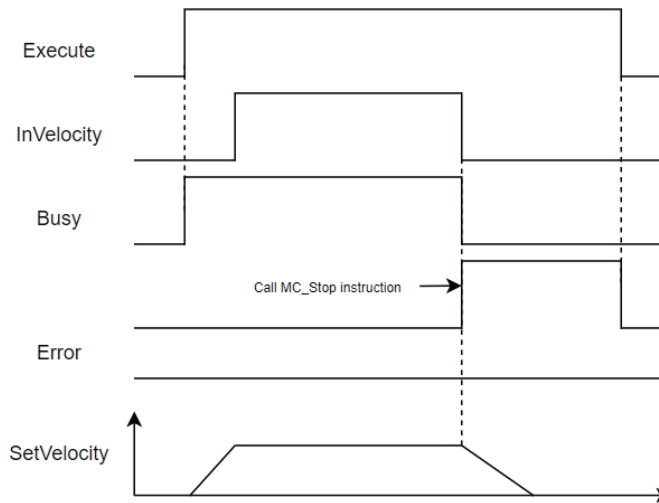 Execute
InVelocity
Busy
Call MC_Stop instruction
Error
SetVelocity